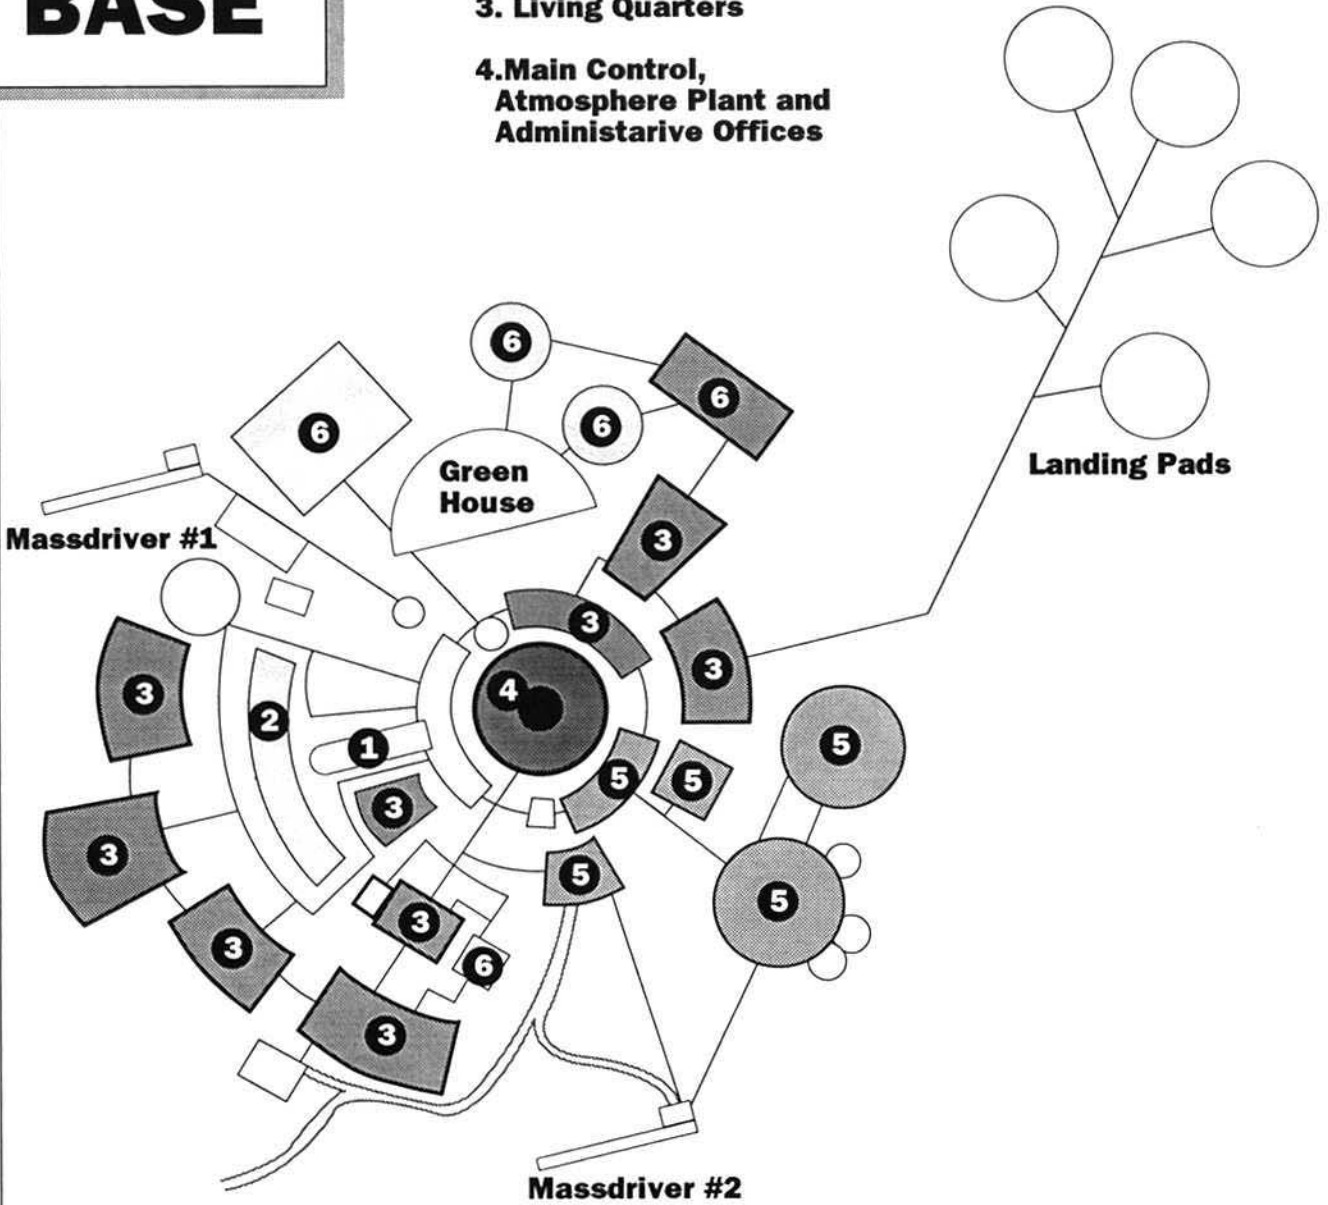 BASE
3. Living Quarters
4.Main Control,
Atmosphere Plant and
Administarive Offices
6
6
6
6
Green
House
Landing Pads
Massdriver #1
3
3
3
3
4
2
1
5
5
5
3
3
5
5
3
3
6
3
Massdriver #2